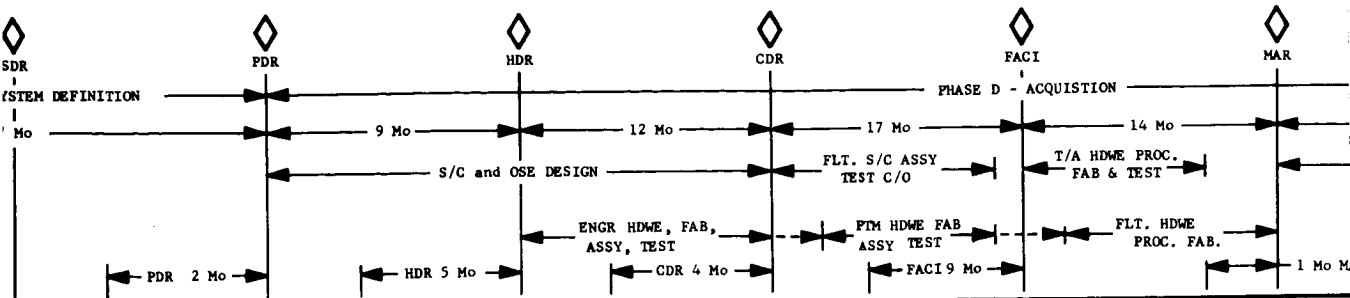 SDR PDR HDR CDR FACI MAR
YSTEM DEFINITION PHASE D - ACQUISTION
Mo 9 Mo 12 Mo 17 Mo 14 Mo
S/C and OSE DESIGN
FLT. S/C ASSY
TEST C/O
T/A HDWE PROC.
FAB & TEST
ENGR HDWE, FAB,
ASSY, TEST
PTM HDWE FAB
ASSY TEST
FLT. HDWE
PROC. FAB.
PDR 2 Mo HDR 5 Mo CDR 4 Mo FACI 9 Mo 1 Mo